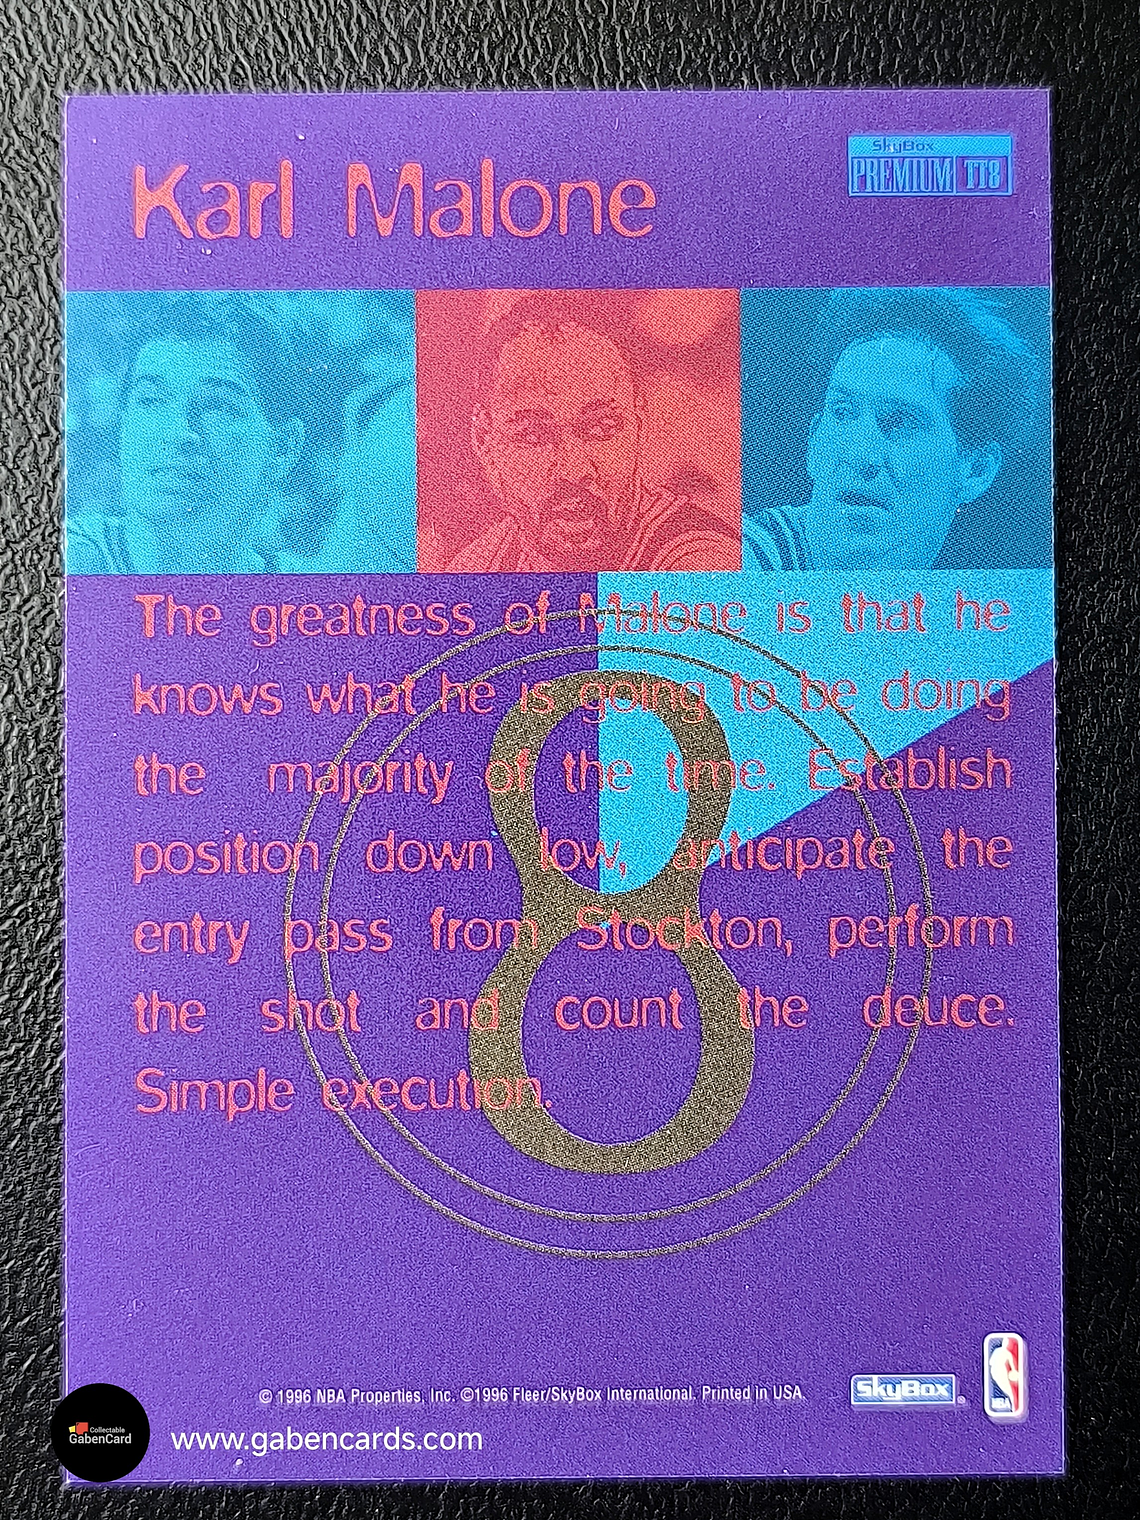 Karl Malone
SkyBox
PREMIUM TT8
The greatness of Malone is that he
knows what he is going to be doing
the majority of the time. Establish
position down low, anticipate the
entry pass from Stockton, perform
the shot and count the deuce.
Simple execution.
8
© 1996 NBA Properties, Inc. ©1996 Fleer/SkyBox International. Printed in USA.
SkyBox®
NBA
Collectable
GabenCard
www.gabencards.com